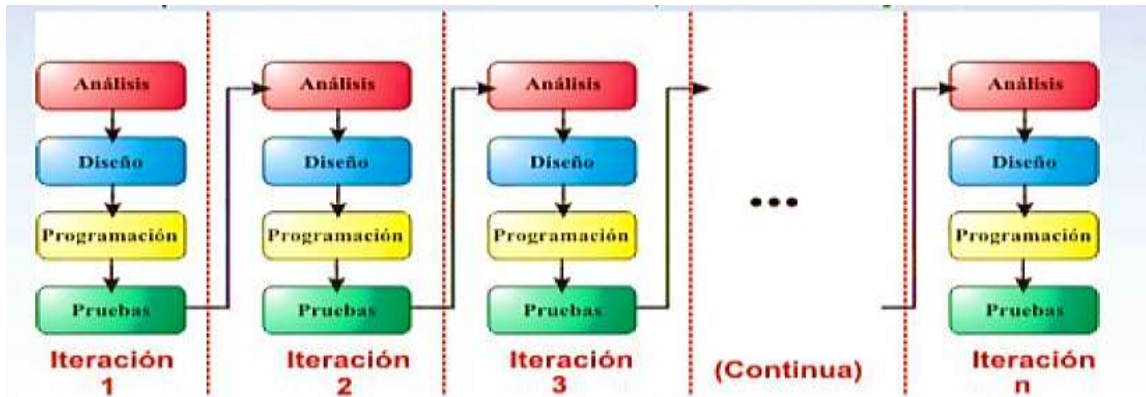 Análisis
Diseño
Programación
Pruebas
Iteración
1
Análisis
Diseño
Programación
Pruebas
Iteración
2
Análisis
Diseño
Programación
Pruebas
Iteración
3
...
(Continua)
Análisis
Diseño
Programación
Pruebas
Iteración
n